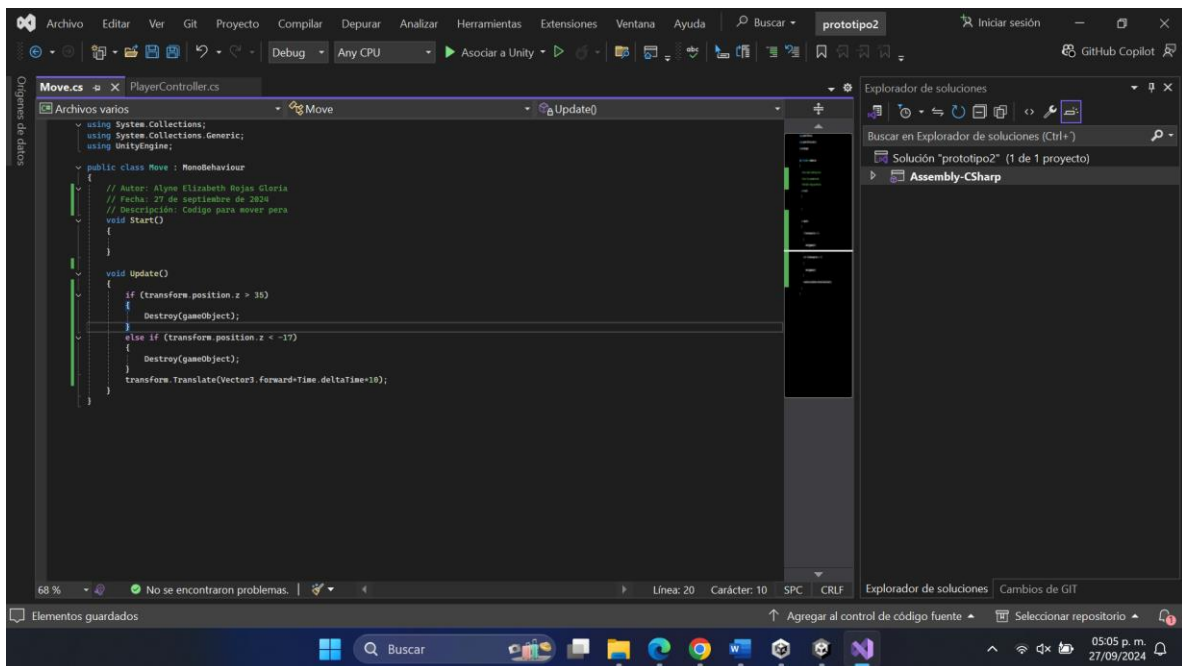 Archivo Editar Ver Git Proyecto Compilar Depurar Analizar Herramientas Extensiones Ventana Ayuda Buscar prototipo2 Iniciar sesión
Debug Any CPU Asociar a Unity GitHub Copilot
Orígenes de datos
Move.cs PlayerController.cs
Archivos varios Move Update()
using System.Collections;
using System.Collections.Generic;
using UnityEngine;
public class Move : MonoBehaviour
{
// Autor: Alyne Elizabeth Rojas Gloria
// Fecha: 27 de septiembre de 2024
// Descripción: Codigo para mover pera
void Start()
{
}
void Update()
{
if (transform.position.z > 35)
{
Destroy(gameObject);
}
else if (transform.position.z < -17)
{
Destroy(gameObject);
}
transform.Translate(Vector3.forward*Time.deltaTime*10);
}
}
68 % No se encontraron problemas. Línea: 20 Carácter: 10 SPC CRLF
Explorador de soluciones
Buscar en Explorador de soluciones (Ctrl+´)
Solución "prototipo2" (1 de 1 proyecto)
Assembly-CSharp
Explorador de soluciones Cambios de GIT
Elementos guardados Agregar al control de código fuente Seleccionar repositorio
Buscar
05:05 p. m.
27/09/2024